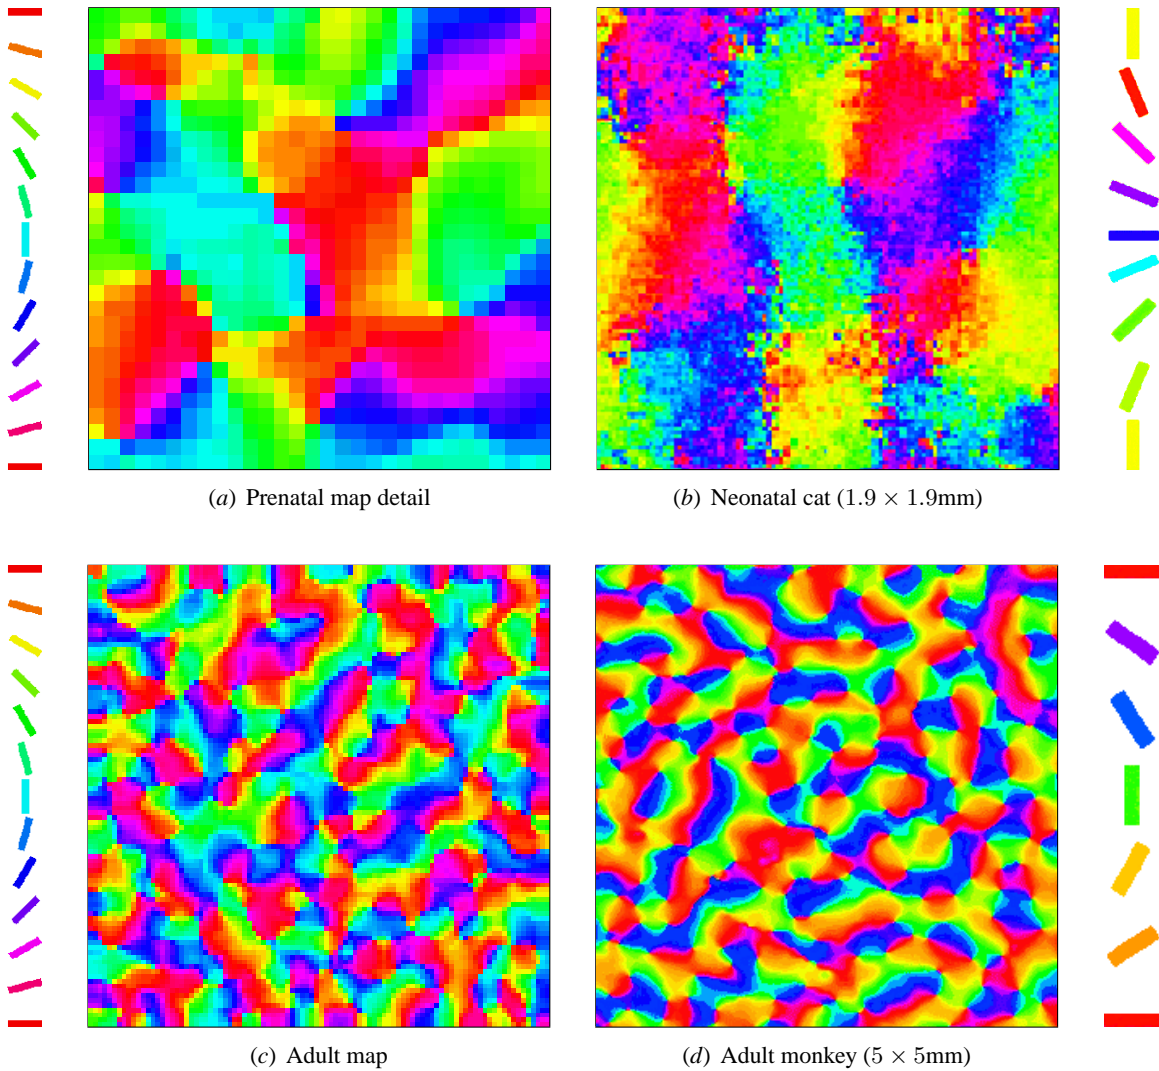 (a) Prenatal map detail
(b) Neonatal cat (1.9 × 1.9mm)
(c) Adult map
(d) Adult monkey (5 × 5mm)